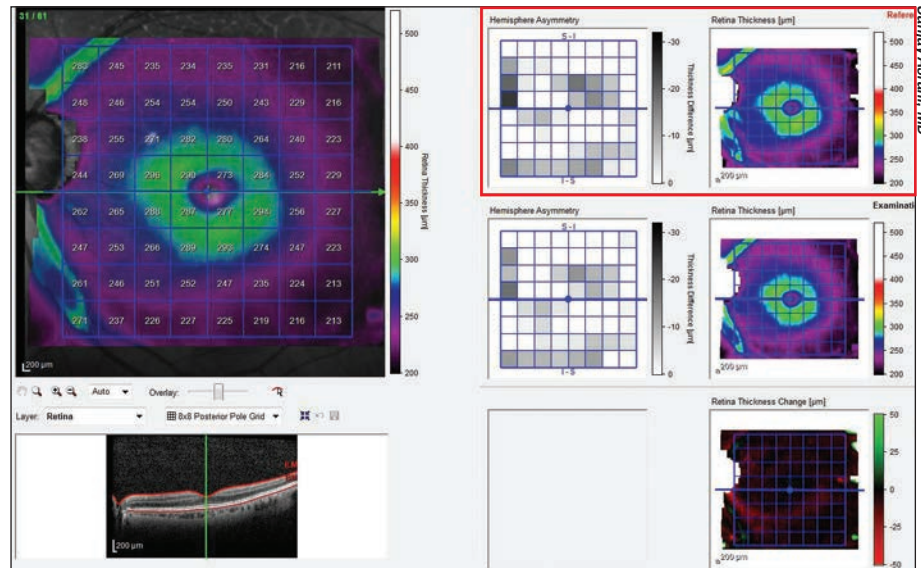 31 / 61
283 245 235 234 235 231 216 211
248 246 254 254 250 243 229 216
238 255 271 282 264 240 223
244 269 296 290 273 284 252 229
262 265 288 287 277 294 256 227
247 253 266 289 293 274 247 223
261 246 251 252 247 235 224 213
271 237 226 227 225 219 216 213
200 µm
500
450
400
350
300
250
200
Retina Thickness [µm]
Auto
Overlay:
Layer: Retina
8x8 Posterior Pole Grid
200 µm
Hemisphere Asymmetry
S - I
I - S
-30
-20
-10
0
Thickness Difference [µm]
Retina Thickness [µm]
Refere
200 µm
500
450
400
350
300
250
200
Hemisphere Asymmetry
S - I
I - S
-30
-20
-10
0
Thickness Difference [µm]
Retina Thickness [µm]
Examinati
200 µm
500
450
400
350
300
250
200
Retina Thickness Change [µm]
200 µm
50
25
0
-25
-50